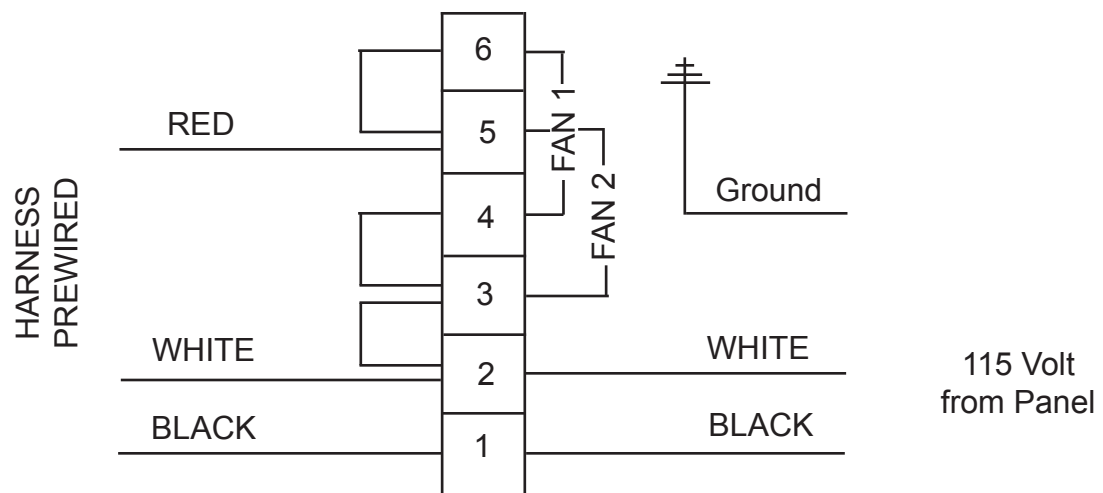 HARNESS
PREWIRED
RED
WHITE
BLACK
6
5
4
3
2
1
FAN 1
FAN 2
Ground
WHITE
BLACK
115 Volt
from Panel